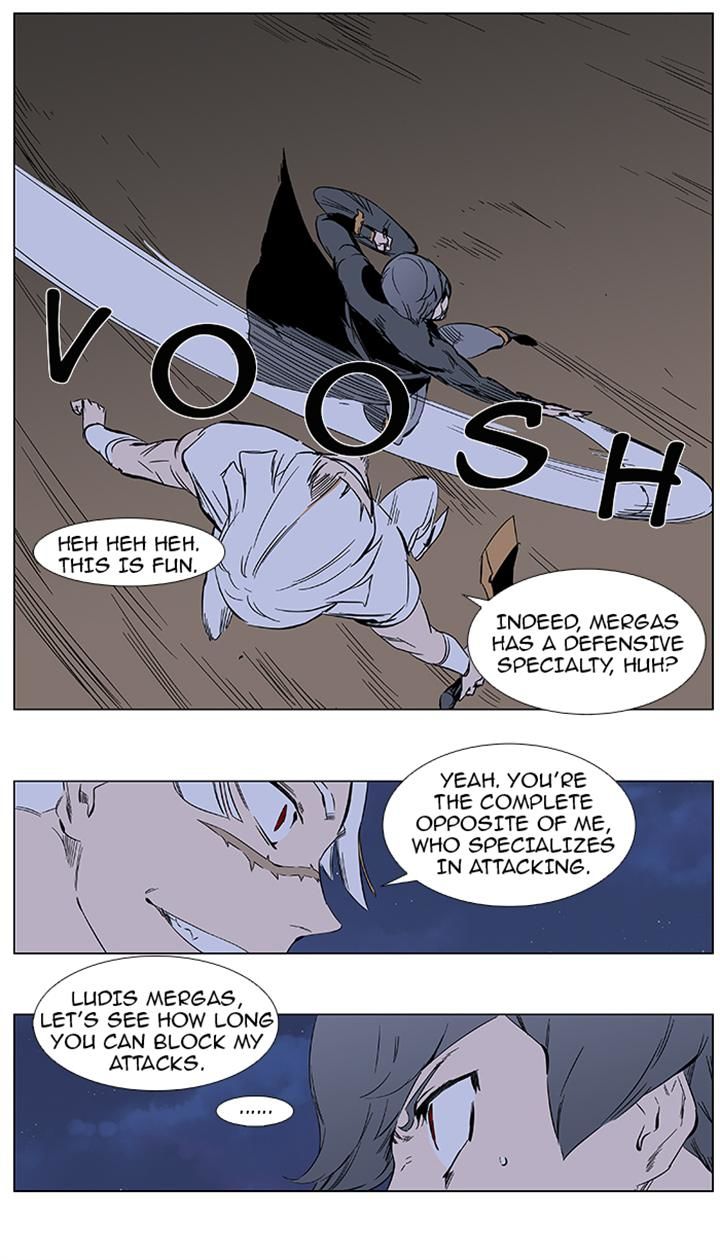 VOOSH
HEH HEH HEH.
THIS IS FUN.
INDEED, MERGAS
HAS A DEFENSIVE
SPECIALTY, HUH?
YEAH. YOU'RE
THE COMPLETE
OPPOSITE OF ME,
WHO SPECIALIZES
IN ATTACKING.
LUDIS MERGAS,
LET'S SEE HOW LONG
YOU CAN BLOCK MY
ATTACKS.
......